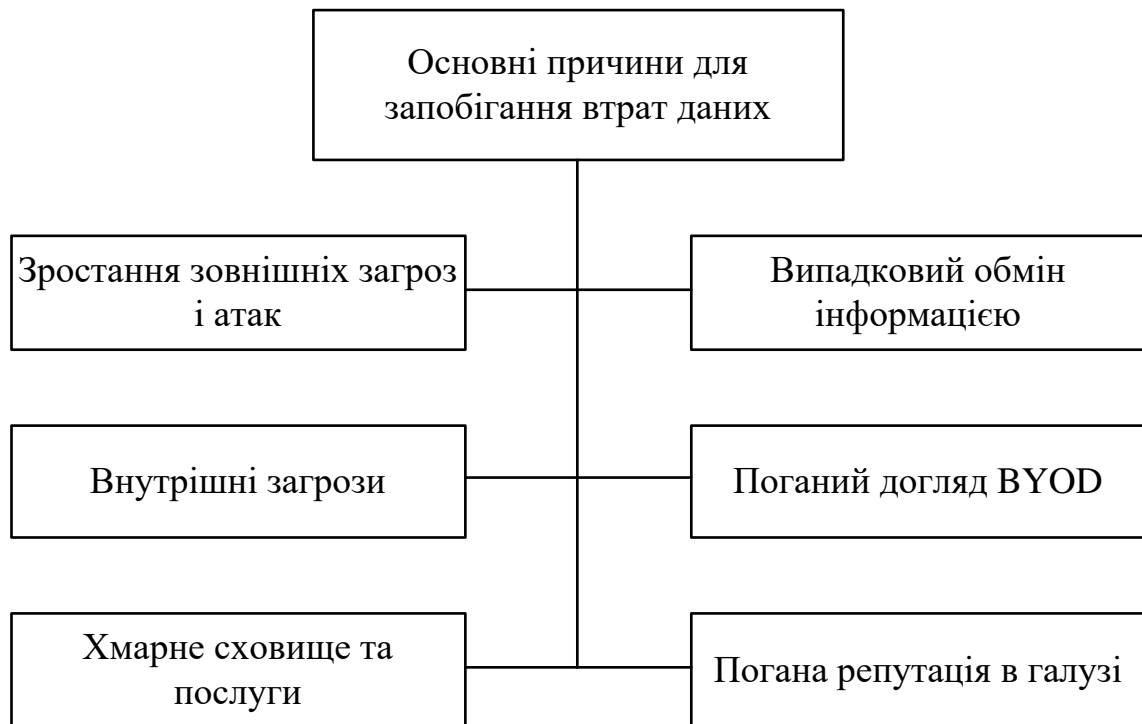 Основні причини для
запобігання втрат даних
Зростання зовнішніх загроз
і атак
Випадковий обмін
інформацією
Внутрішні загрози
Поганий догляд BYOD
Хмарне сховище та
послуги
Погана репутація в галузі